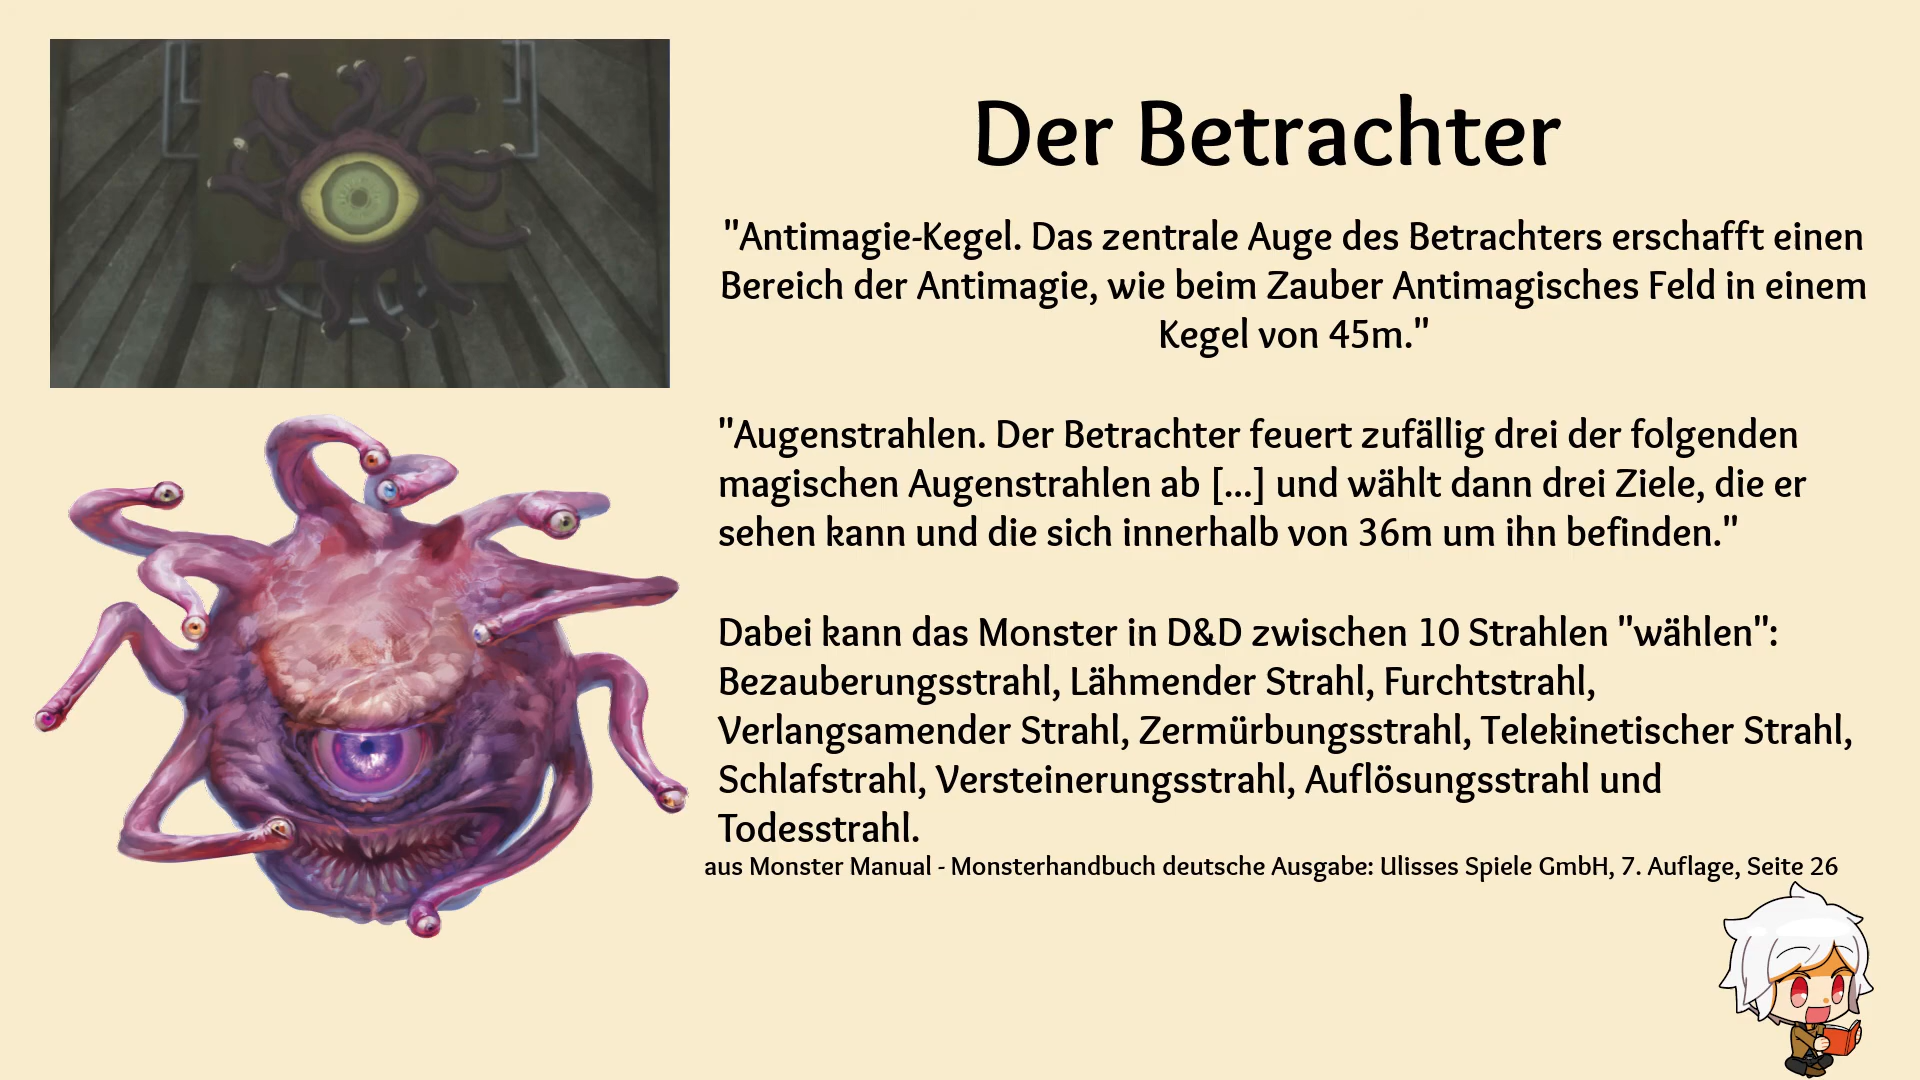 Der Betrachter
"Antimagie-Kegel. Das zentrale Auge des Betrachters erschafft einen
Bereich der Antimagie, wie beim Zauber Antimagisches Feld in einem
Kegel von 45m."
"Augenstrahlen. Der Betrachter feuert zufällig drei der folgenden
magischen Augenstrahlen ab [...] und wählt dann drei Ziele, die er
sehen kann und die sich innerhalb von 36m um ihn befinden."
Dabei kann das Monster in D&D zwischen 10 Strahlen "wählen":
Bezauberungsstrahl, Lähmender Strahl, Furchtstrahl,
Verlangsamender Strahl, Zermürbungsstrahl, Telekinetischer Strahl,
Schlafstrahl, Versteinerungsstrahl, Auflösungsstrahl und
Todesstrahl.
aus Monster Manual - Monsterhandbuch deutsche Ausgabe: Ulisses Spiele GmbH, 7. Auflage, Seite 26